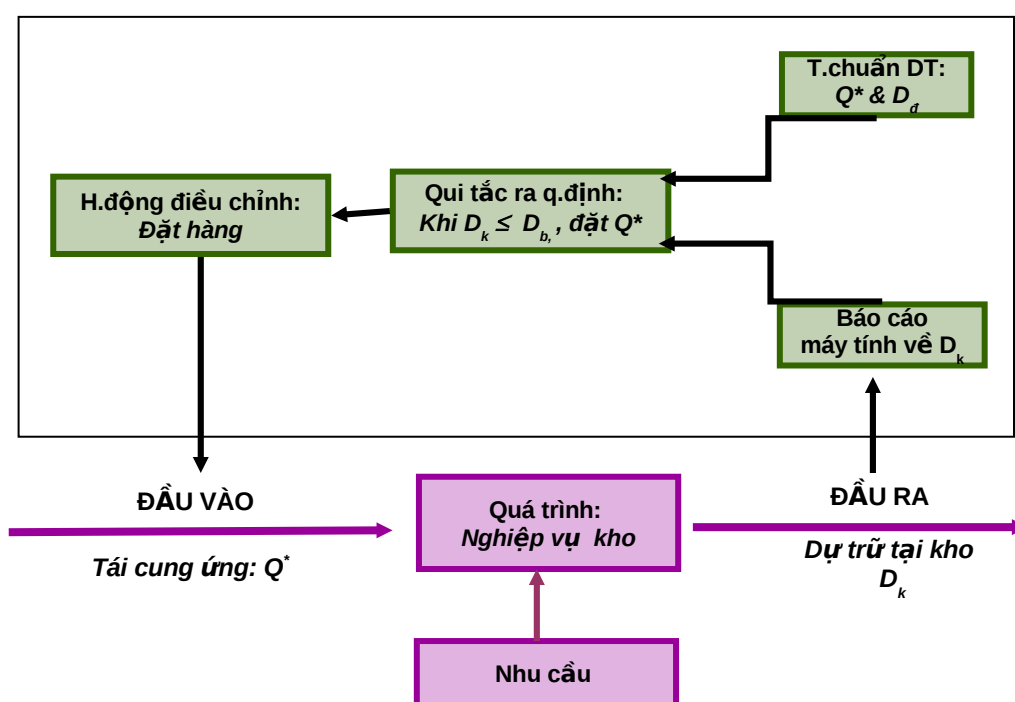 T.chuẩn DT:
Q* & Dđ
H.động điều chỉnh:
Đặt hàng
Qui tắc ra q.định:
Khi Dk ≤ Db, , đặt Q*
Báo cáo
máy tính về Dk
ĐẦU VÀO
Tái cung ứng: Q*
Quá trình:
Nghiệp vụ kho
ĐẦU RA
Dự trữ tại kho
Dk
Nhu cầu